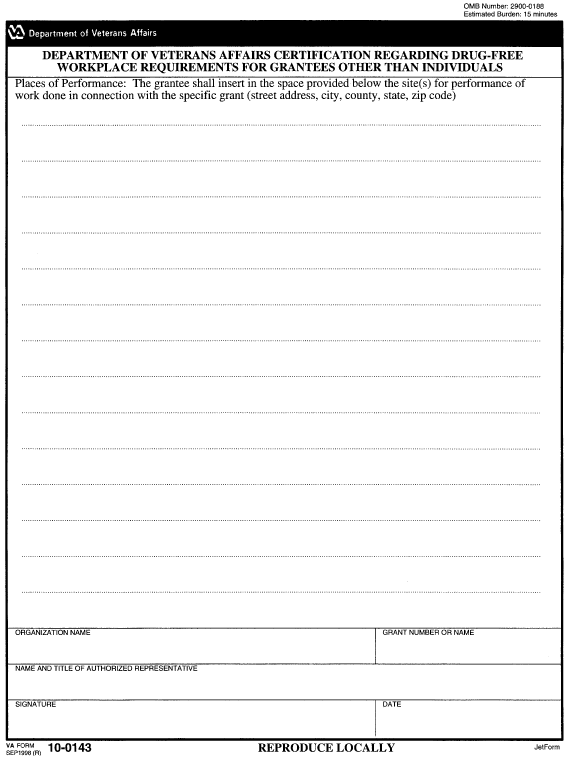 OMB Number: 2900-0188
Estimated Burden: 15 minutes
VA Department of Veterans Affairs
DEPARTMENT OF VETERANS AFFAIRS CERTIFICATION REGARDING DRUG-FREE
WORKPLACE REQUIREMENTS FOR GRANTEES OTHER THAN INDIVIDUALS
Places of Performance: The grantee shall insert in the space provided below the site(s) for performance of
work done in connection with the specific grant (street address, city, county, state, zip code)
ORGANIZATION NAME
GRANT NUMBER OR NAME
NAME AND TITLE OF AUTHORIZED REPRESENTATIVE
SIGNATURE
DATE
VA FORM
SEP1998 (R)
10-0143
REPRODUCE LOCALLY
JetForm